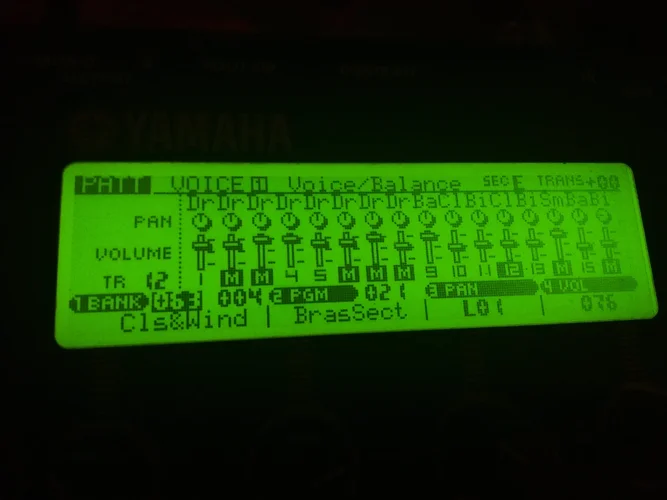 YAMAHA
PATT VOICE 1 Voice/Balance SEC E TRANS+00
Dr Dr Dr Dr Dr Dr Dr Dr Ba Cl Bi Cl Bi Sm Ba Bi
PAN
VOLUME
TR 12 1 M M 4 5 M M M 9 10 11 12 13 M 15 M
1 BANK 063 004 2 PGM 021 3 PAN 4 VOL
Cls&Wind BrasSect L01 076